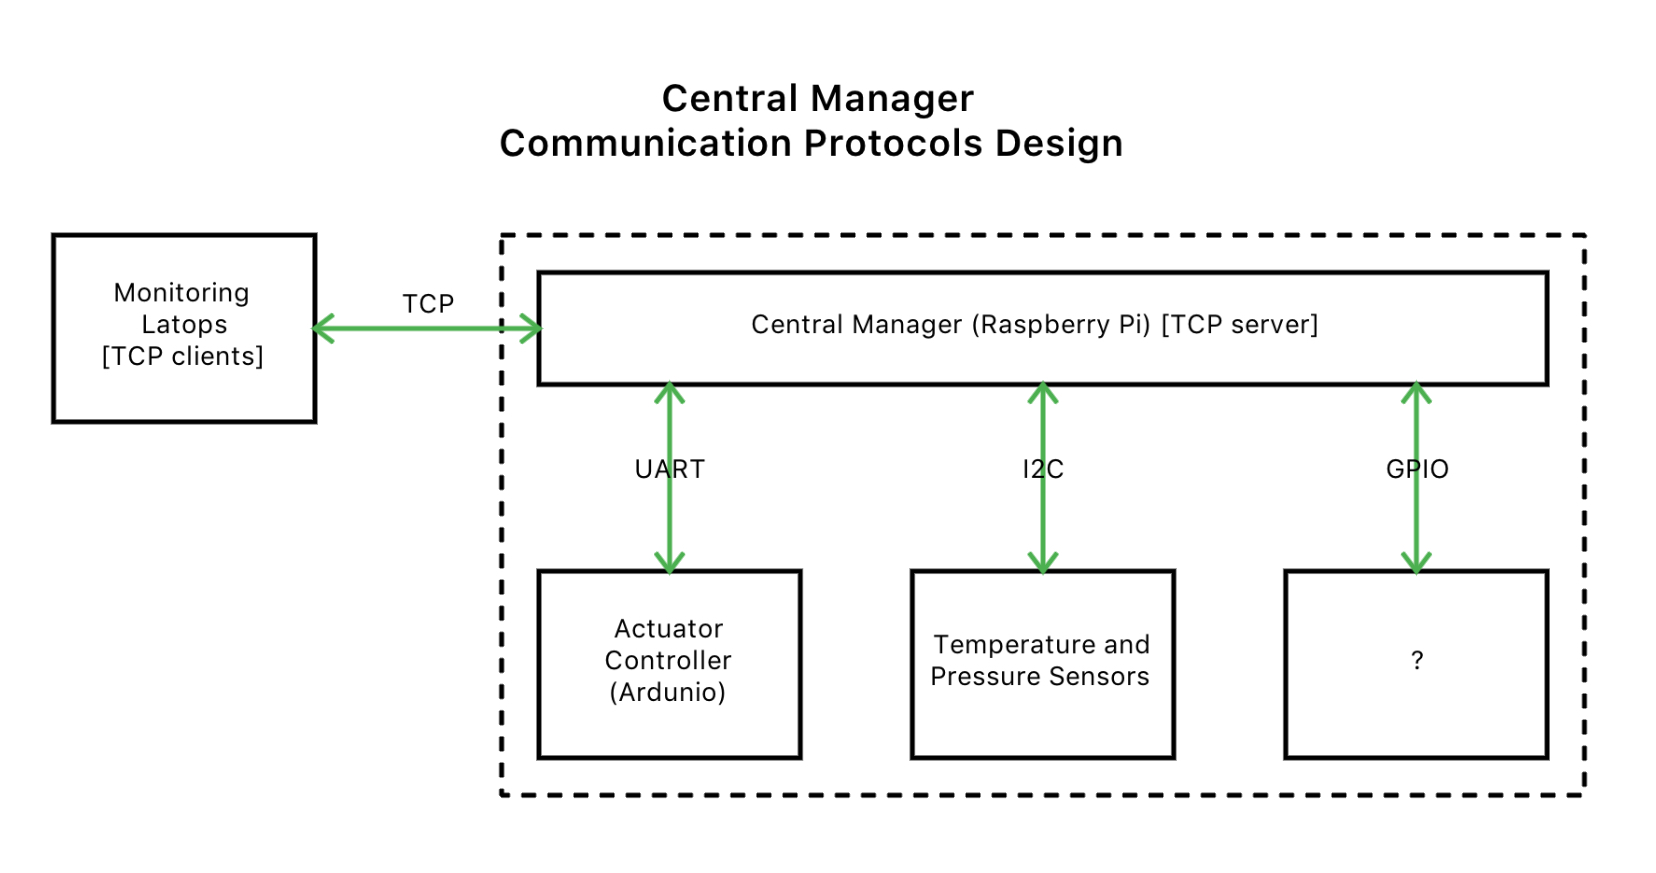 Central Manager
Communication Protocols Design
Monitoring
Latops
[TCP clients]
TCP
Central Manager (Raspberry Pi) [TCP server]
UART
I2C
GPIO
Actuator
Controller
(Ardunio)
Temperature and
Pressure Sensors
?